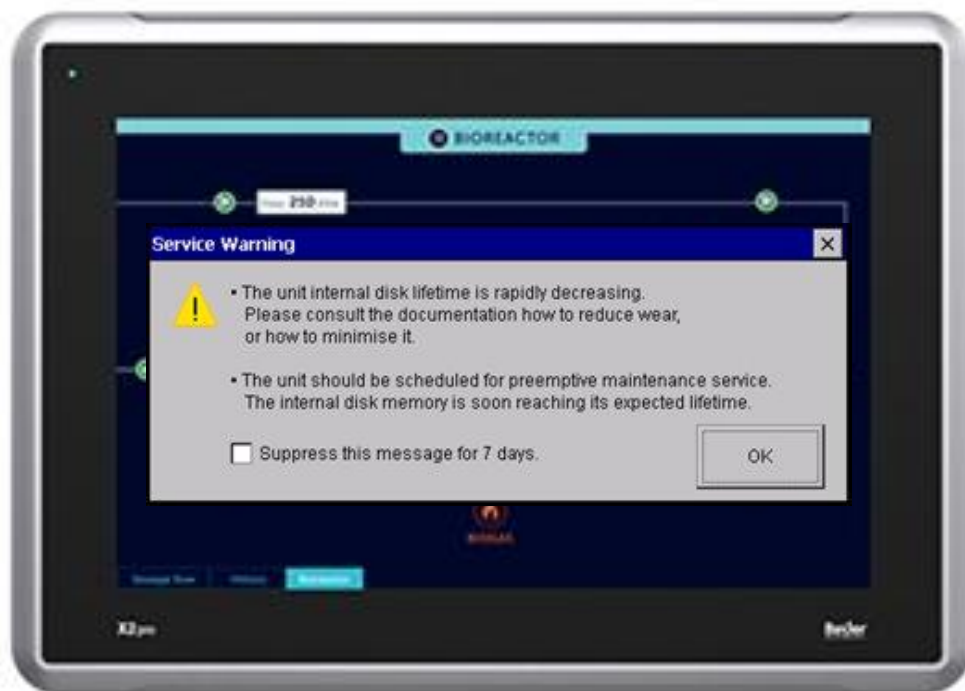 BIOREACTOR
250
Service Warning
• The unit internal disk lifetime is rapidly decreasing.
Please consult the documentation how to reduce wear,
or how to minimise it.
• The unit should be scheduled for preemptive maintenance service.
The internal disk memory is soon reaching its expected lifetime.
Suppress this message for 7 days.
OK
X2 pro
Beijer